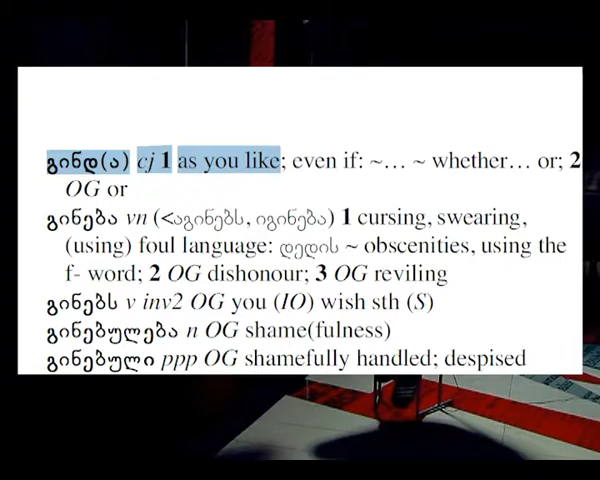 გინდ(ა) cj 1 as you like; even if: ~... ~ whether... or; 2
OG or
გინება vn (<აგინებს, იგინება) 1 cursing, swearing,
(using) foul language: დედის ~ obscenities, using the
f- word; 2 OG dishonour; 3 OG reviling
გინებს v inv2 OG you (IO) wish sth (S)
გინებულება n OG shame(fulness)
გინებული ppp OG shamefully handled; despised